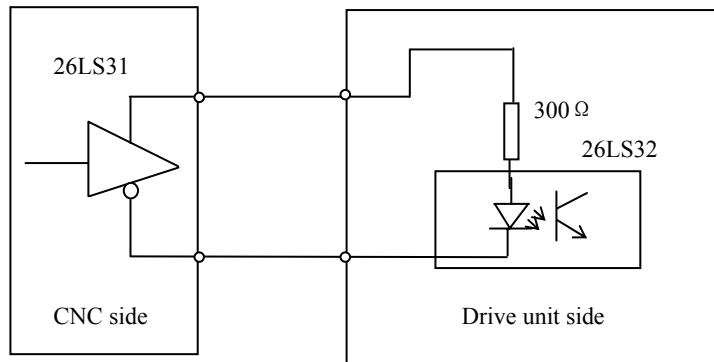 26LS31
300Ω
26LS32
CNC side
Drive unit side